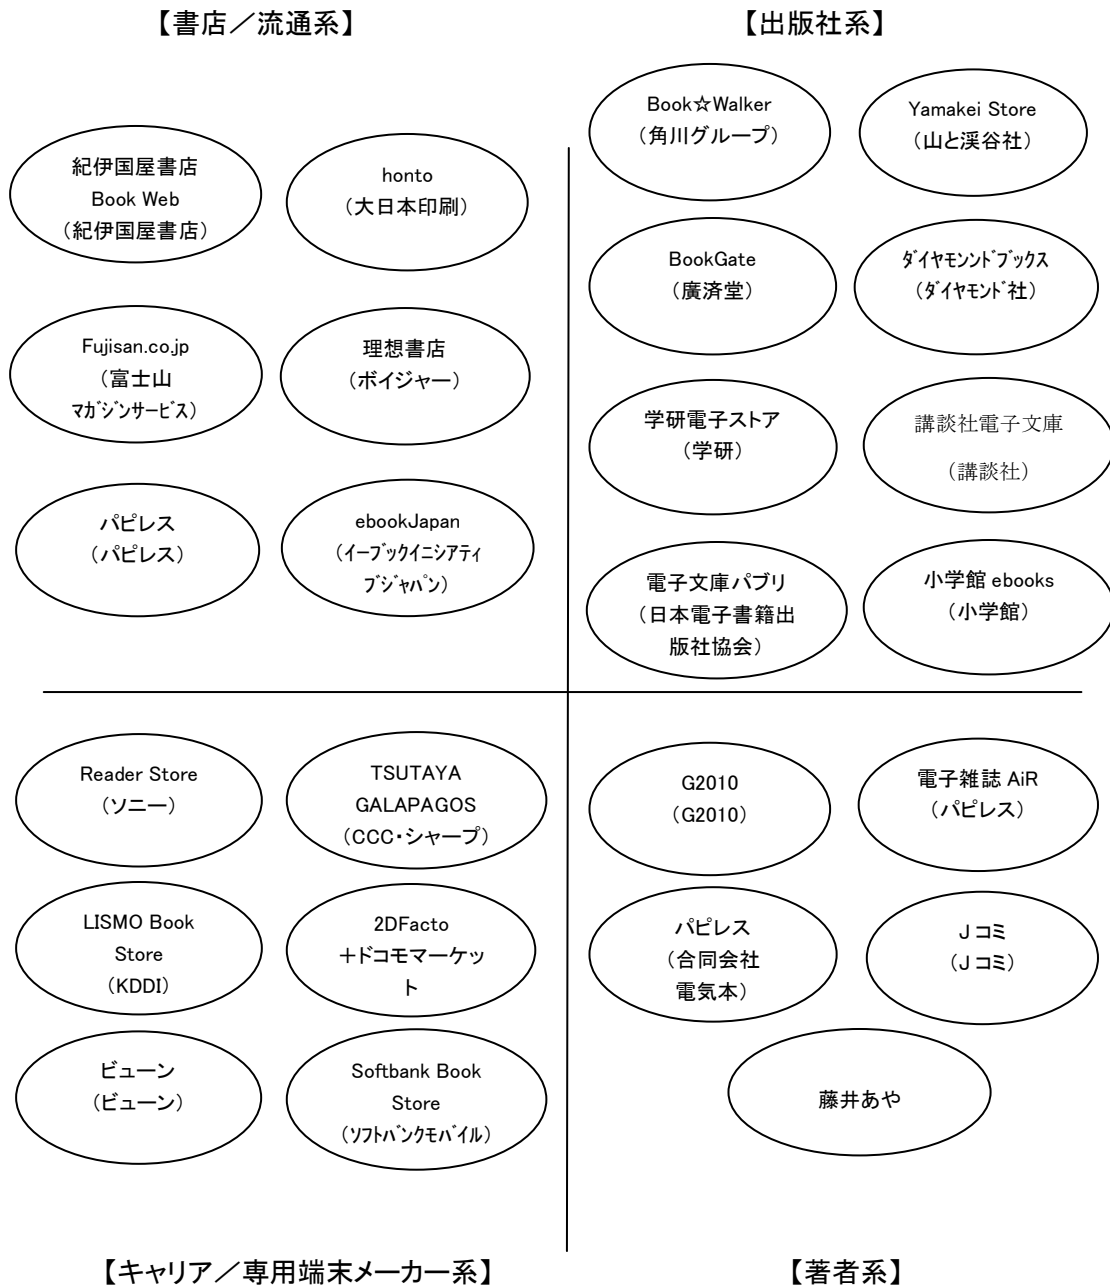 【書店／流通系】
【出版社系】
紀伊国屋書店
Book Web
（紀伊国屋書店）
honto
（大日本印刷）
Fujisan.co.jp
（富士山
ﾏｶﾞｼﾞﾝｻｰﾋﾞｽ）
理想書店
（ボイジャー）
パピレス
（パピレス）
ebookJapan
（ｲｰﾌﾞｯｸｲﾆｼｱﾃｨ
ﾌﾞｼﾞｬﾊﾟﾝ）
Book☆Walker
（角川グループ）
Yamakei Store
（山と渓谷社）
BookGate
（廣済堂）
ﾀﾞｲﾔﾓﾝﾝﾄﾞﾌﾞｯｸｽ
（ﾀﾞｲﾔﾓﾝﾄﾞ社）
学研電子ストア
（学研）
講談社電子文庫
（講談社）
電子文庫パブリ
（日本電子書籍出
版社協会）
小学館 ebooks
（小学館）
Reader Store
（ソニー）
TSUTAYA
GALAPAGOS
（CCC・シャープ）
LISMO Book
Store
（KDDI）
2DFacto
＋ドコモマーケッ
ト
ビューン
（ビューン）
Softbank Book
Store
（ｿﾌﾄﾊﾞﾝｸﾓﾊﾞｲﾙ）
G2010
（G2010）
電子雑誌 AiR
（パピレス）
パピレス
（合同会社
電気本）
J コミ
（J コミ）
藤井あや
【キャリア／専用端末メーカー系】
【著者系】